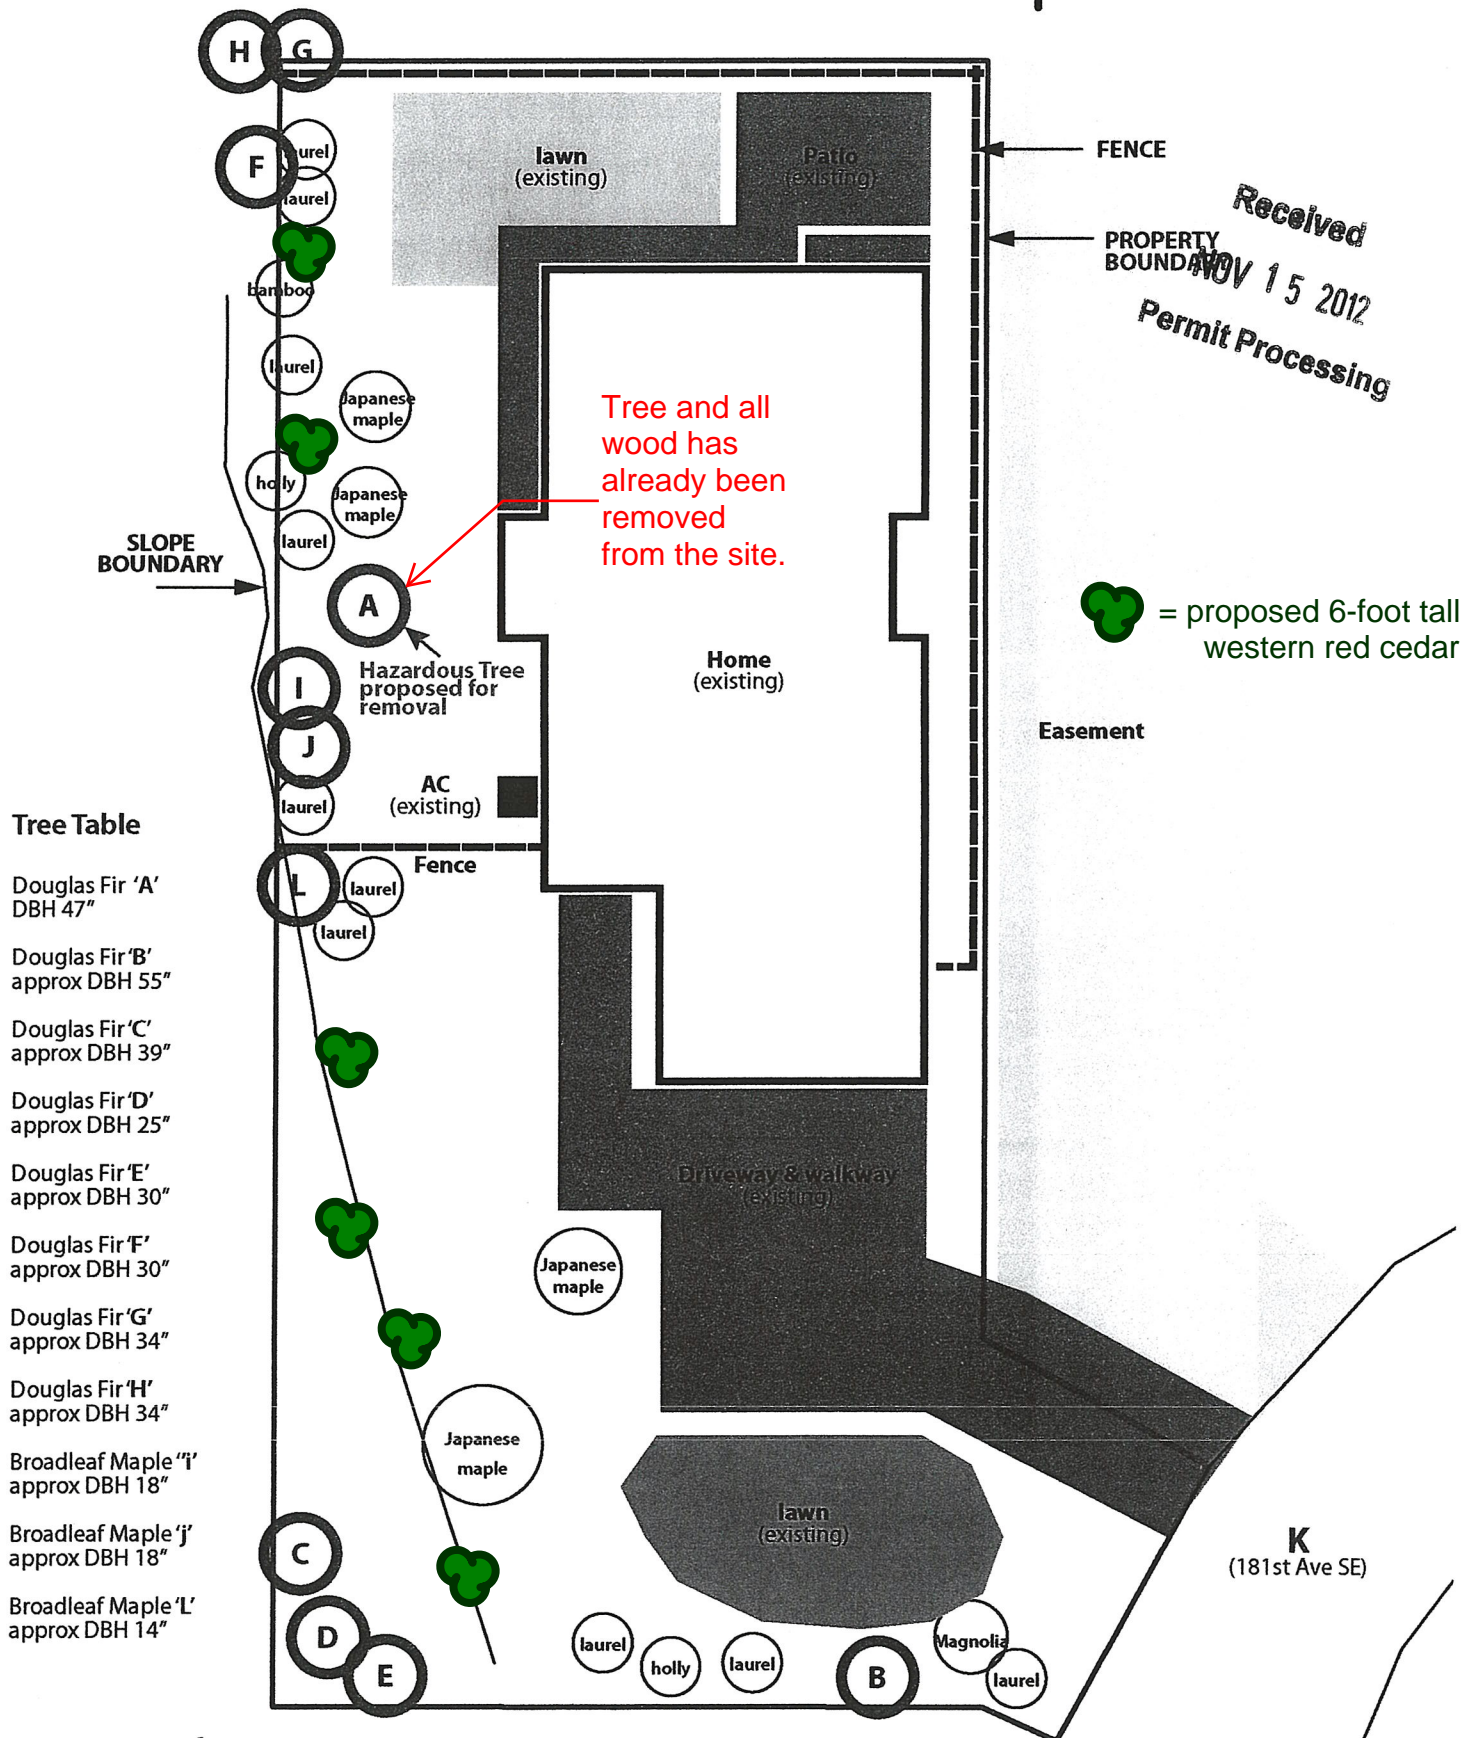 H
G
F
laurel
laurel
lawn
(existing)
Patio
(existing)
FENCE
PROPERTY
BOUNDARY
Received
NOV 15 2012
Permit Processing
bamboo
laurel
Japanese
maple
holly
Japanese
maple
laurel
Tree and all
wood has
already been
removed
from the site.
SLOPE
BOUNDARY
A
Hazardous Tree
proposed for
removal
= proposed 6-foot tall
western red cedar
Home
(existing)
I
J
Easement
AC
(existing)
laurel
Fence
L
laurel
laurel
Tree Table
Douglas Fir 'A'
DBH 47"
Douglas Fir 'B'
approx DBH 55"
Douglas Fir 'C'
approx DBH 39"
Douglas Fir 'D'
approx DBH 25"
Douglas Fir 'E'
approx DBH 30"
Douglas Fir 'F'
approx DBH 30"
Douglas Fir 'G'
approx DBH 34"
Douglas Fir 'H'
approx DBH 34"
Broadleaf Maple "i'
approx DBH 18"
Broadleaf Maple 'j'
approx DBH 18"
Broadleaf Maple 'L'
approx DBH 14"
Driveway & walkway
(existing)
Japanese
maple
Japanese
maple
lawn
(existing)
K
(181st Ave SE)
C
D
E
laurel
holly
laurel
B
Magnolia
laurel